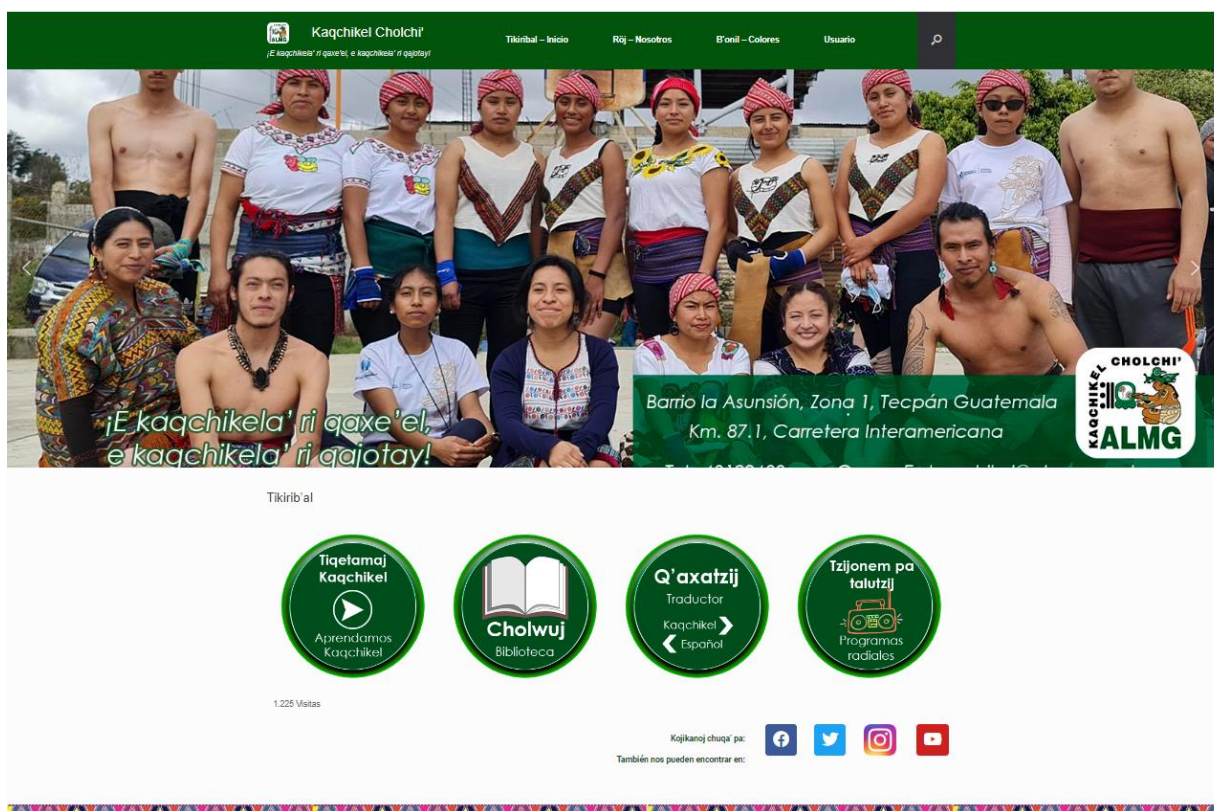 Kaqchikel Cholchi'
¡E kaqchikela' ri qaxe'el, e kaqchikela' ri qajotay!
Tikirib'al – Inicio
Röj – Nosotros
B'onil – Colores
Usuario
¡E kaqchikela' ri qaxe'el,
e kaqchikela' ri qajotay!
Barrio la Asunsión, Zona 1, Tecpán Guatemala
Km. 87.1, Carretera Interamericana
KAQCHIKEL CHOLCHI'
ALMG
Tikirib'al
Tiqetamaj
Kaqchikel
Aprendamos
Kaqchikel
Cholwuj
Biblioteca
Q'axatzij
Traductor
Kaqchikel
Español
Tzijonem pa
talutzij
Programas
radiales
1.225 Visitas
Kojikanoj chuqa' pa:
También nos pueden encontrar en: